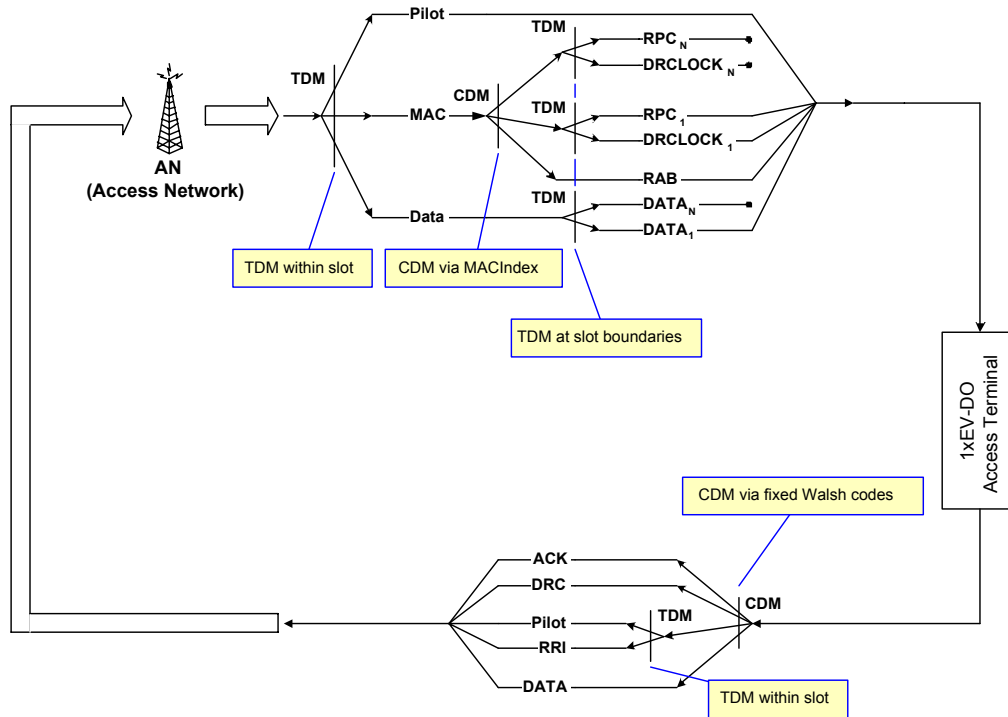 Pilot
TDM
RPC N
DRCLOCK N
TDM
CDM
MAC
TDM
RPC 1
DRCLOCK 1
AN
(Access Network)
RAB
TDM
DATA N
Data
DATA 1
TDM within slot
CDM via MACIndex
TDM at slot boundaries
1xEV-DO
Access Terminal
CDM via fixed Walsh codes
ACK
DRC
CDM
TDM
Pilot
RRI
DATA
TDM within slot